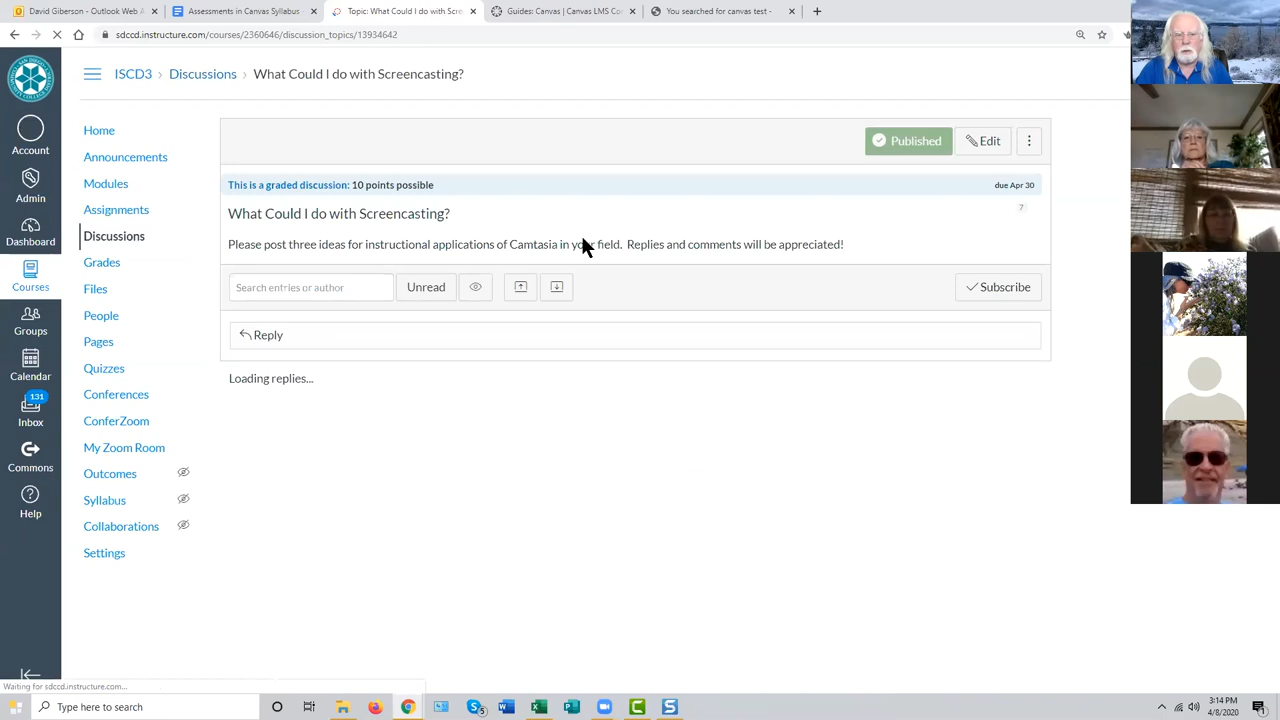 David Giberson - Outlook Web A
Assessments in Canvas Syllabus
Topic: What Could I do with Scre
Guides: Canvas | Canvas LMS Co
You searched for canvas test -
sdccd.instructure.com/courses/2360646/discussion_topics/13934642
ISCD3 › Discussions › What Could I do with Screencasting?
Account
Admin
Dashboard
Courses
Groups
Calendar
131
Inbox
Commons
Help
Home
Announcements
Modules
Assignments
Discussions
Grades
Files
People
Pages
Quizzes
Conferences
ConferZoom
My Zoom Room
Outcomes
Syllabus
Collaborations
Settings
Published
Edit
This is a graded discussion: 10 points possible
due Apr 30
7
What Could I do with Screencasting?
Please post three ideas for instructional applications of Camtasia in your field. Replies and comments will be appreciated!
Search entries or author
Unread
Subscribe
Reply
Loading replies...
Waiting for sdccd.instructure.com...
Type here to search
5
3:14 PM
4/8/2020
1